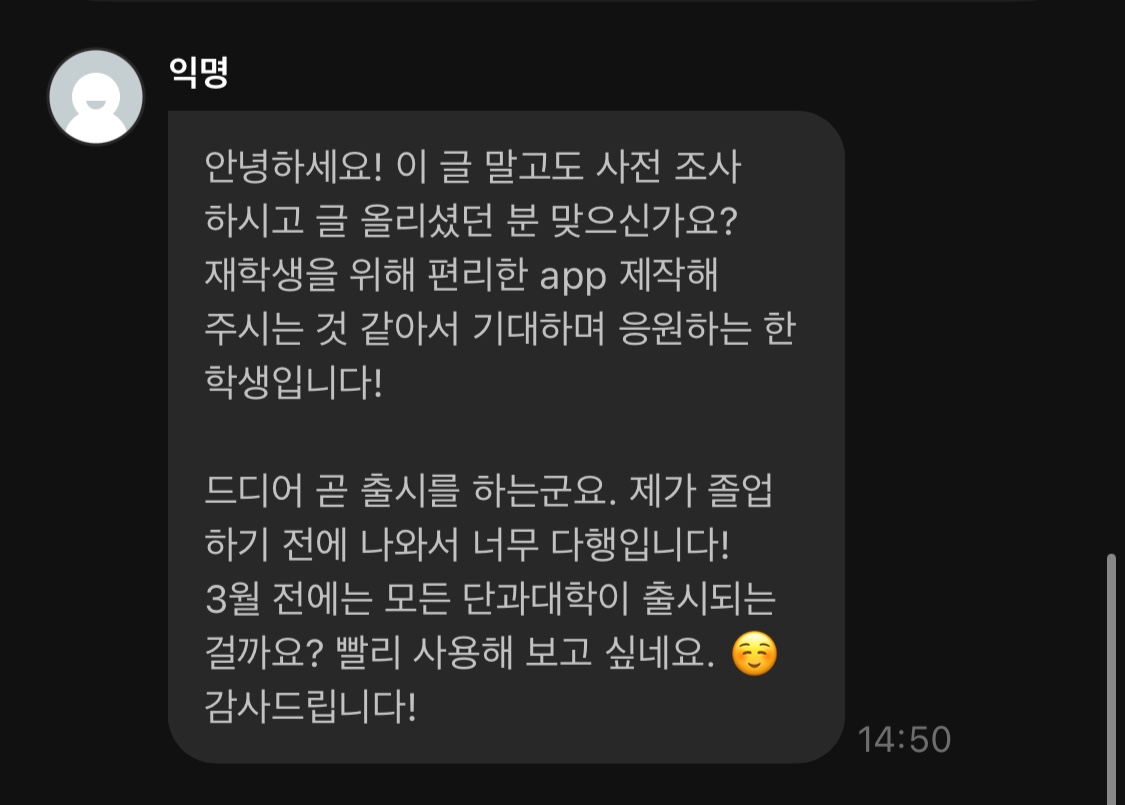 익명
안녕하세요! 이 글 말고도 사전 조사
하시고 글 올리셨던 분 맞으신가요?
재학생을 위해 편리한 app 제작해
주시는 것 같아서 기대하며 응원하는 한
학생입니다!
드디어 곧 출시를 하는군요. 제가 졸업
하기 전에 나와서 너무 다행입니다!
3월 전에는 모든 단과대학이 출시되는
걸까요? 빨리 사용해 보고 싶네요. ☺️
감사드립니다!
14:50